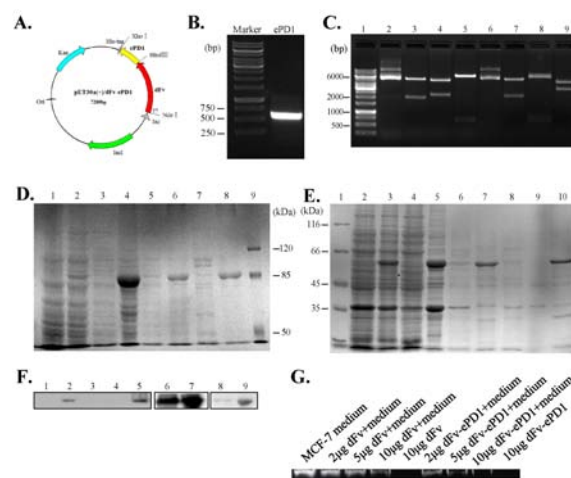 A.
Xho I
His-tag
ePD1
HindIII
Kan
dFv
pET30a(+)/dFv-ePD1
7200bp
Ori
Nde I
lacI
B.
Marker ePD1
(bp)
750
500
250
C.
1 2 3 4 5 6 7 8 9
(bp)
6000
2000
1000
500
D.
1 2 3 4 5 6 7 8 9
(kDa)
120
85
50
E.
1 2 3 4 5 6 7 8 9 10
(kDa)
116
66
45
35
F.
1 2 3 4 5 6 7 8 9
G.
MCF-7 medium
2μg dFv+medium
5μg dFv+medium
10μg dFv+medium
10μg dFv
2μg dFv-ePD1+medium
5μg dFv-ePD1+medium
10μg dFv-ePD1+medium
10μg dFv-ePD1